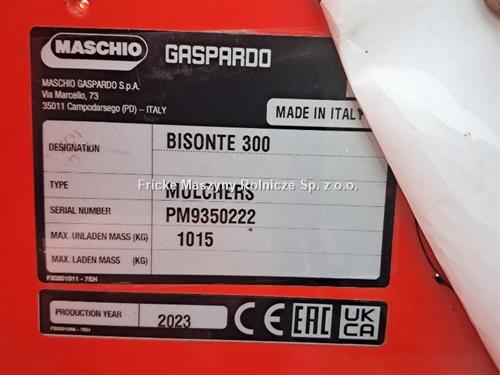 MASCHIO GASPARDO
MASCHIO GASPARDO S.p.A.
Via Marcello, 73
35011 Campodarsego (PD) - ITALY
MADE IN ITALY
DESIGNATION BISONTE 300
TYPE MULCHERS
Fricke Maszyny Rolnicze Sp. z o.o.
SERIAL NUMBER PM9350222
MAX. UNLADEN MASS (KG) 1015
MAX. LADEN MASS (KG)
F20201011 - 7EH
PRODUCTION YEAR 2023 CE EAC UK CA